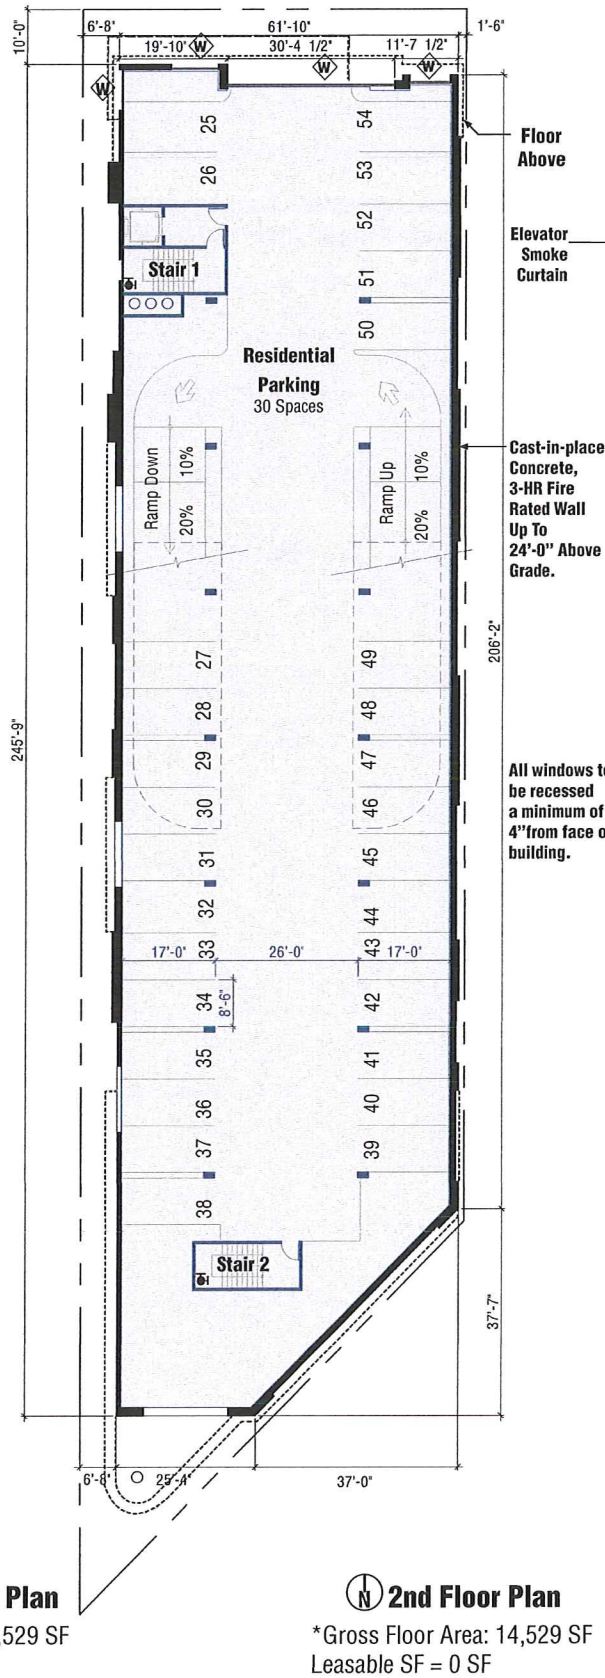 10'-0"
6'-8"
61'-10"
1'-6"
19'-10"
W
30'-4 1/2"
11'-7 1/2"
W
W
W
25
54
Floor
Above
26
53
52
Elevator
Smoke
Curtain
Stair 1
51
50
Residential
Parking
30 Spaces
Ramp Down
10%
20%
Ramp Up
10%
20%
Cast-in-place
Concrete,
3-HR Fire
Rated Wall
Up To
24'-0" Above
Grade.
206'-2"
245'-9"
27
49
28
48
29
47
30
46
All windows to
be recessed
a minimum of
4"from face o
building.
31
45
32
44
33
43
17'-0"
26'-0"
17'-0"
34
8'-6"
42
35
41
36
40
37
39
38
Stair 2
37'-7"
6'-8"
25'-4"
37'-0"
Plan
,529 SF
N
2nd Floor Plan
*Gross Floor Area: 14,529 SF
Leasable SF = 0 SF